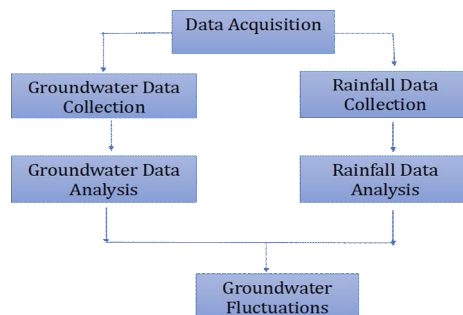 Data Acquisition
Groundwater Data
Collection
Rainfall Data
Collection
Groundwater Data
Analysis
Rainfall Data
Analysis
Groundwater
Fluctuations